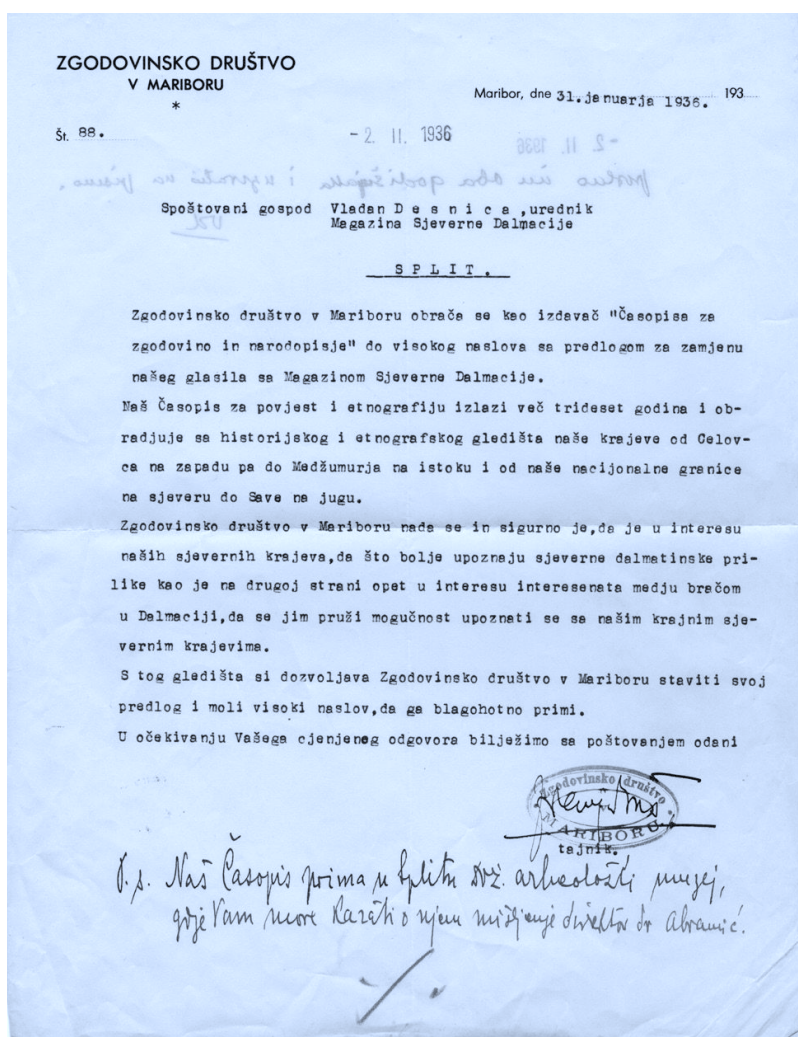 ZGODOVINSKO DRUŠTVO
V MARIBORU
*
Maribor, dne 31.januarja 1936. 193
Št. 88.
-2. II. 1936
-2. II. 1936
Spoštovani gospod Vladan D e s n i c a ,urednik
Magazina Sjeverne Dalmacije
S P L I T .
Zgodovinsko društvo v Mariboru obrača se kao izdavač "Časopisa za
zgodovino in narodopisje" do visokog naslova sa predlogom za zamjenu
našeg glasila sa Magazinom Sjeverne Dalmacije.
Naš Časopis za povjest i etnografiju izlazi več trideset godina i ob-
radjuje sa historijskog i etnografskog gledišta naše krajeve od Celov-
ca na zapadu pa do Medžumurja na istoku i od naše nacijonalne granice
na sjeveru do Save na jugu.
Zgodovinsko društvo v Mariboru nada se in sigurno je,da je u interesu
naših sjevernih krajeva,da što bolje upoznaju sjeverne dalmatinske pri-
like kao je na drugoj strani opet u interesu interesenata medju bračom
u Dalmaciji,da se jim pruži mogučnost upoznati se sa našim krajnim sje-
vernim krajevima.
S tog gledišta si dozvoljava Zgodovinsko društvo v Mariboru staviti svoj
predlog i moli visoki naslov,da ga blagohotno primi.
U očekivanju Vašega cjenjenog odgovora bilježimo sa poštovanjem odani
Zgodovinsko društvo
MARIBORU
tajnik.
P. s. Naš Časopis prima u Splitu Drž. arheološki muzej,
gdje Vam more kazati o njem mišljenje direktor dr Abramić.